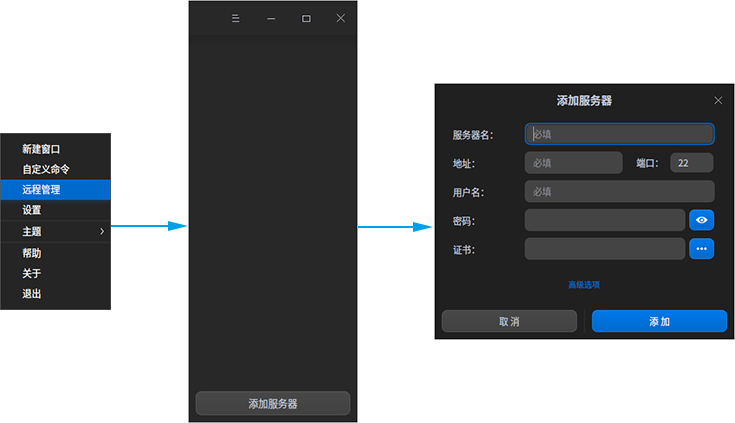 新建窗口
自定义命令
远程管理
设置
主题
帮助
关于
退出
添加服务器
添加服务器
服务器名： 必填
地址： 必填 端口： 22
用户名： 必填
密码：
证书：
高级选项
取 消 添 加